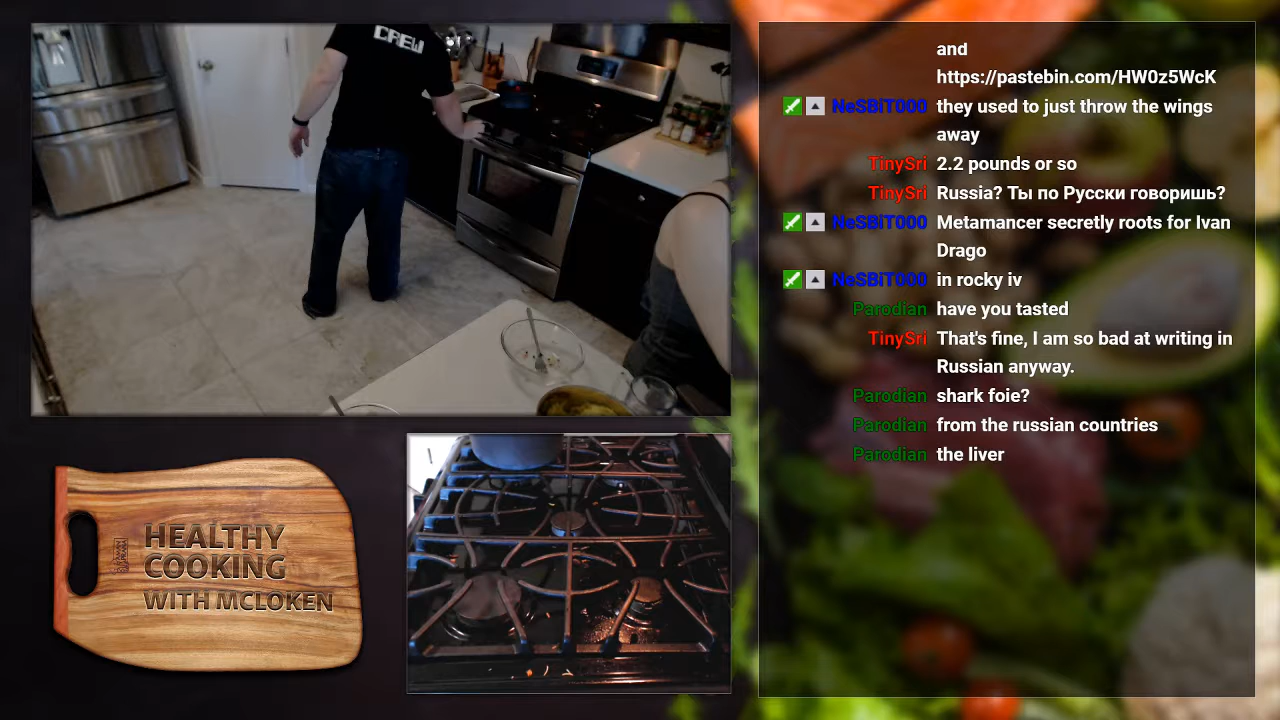 CREW
and
https://pastebin.com/HW0z5WcK
NeSBiT000 they used to just throw the wings
away
TinySri 2.2 pounds or so
TinySri Russia? Ты по Русски говоришь?
NeSBiT000 Metamancer secretly roots for Ivan
Drago
NeSBiT000 in rocky iv
Parodian have you tasted
TinySri That's fine, I am so bad at writing in
Russian anyway.
Parodian shark foie?
Parodian from the russian countries
Parodian the liver
HEALTHY
COOKING
WITH MCLOKEN